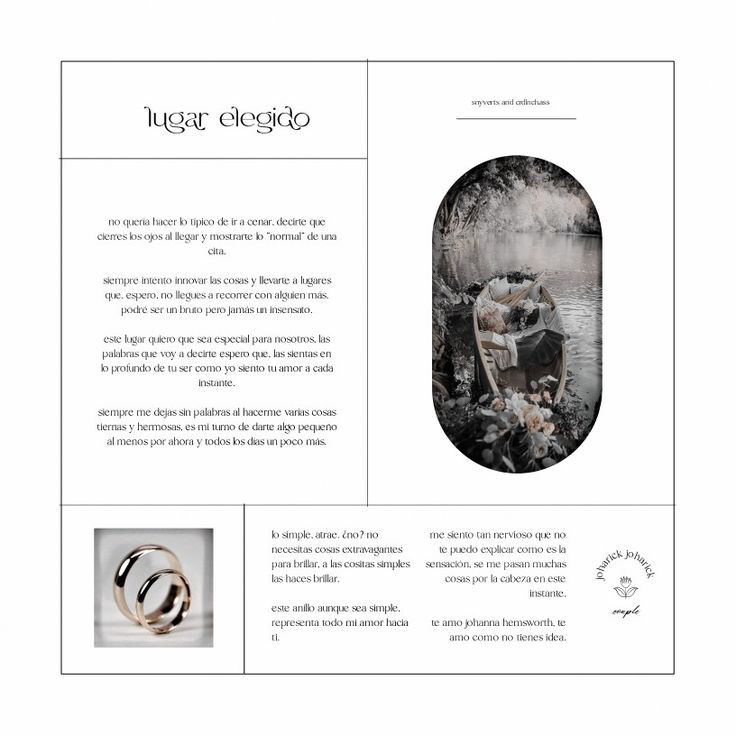 lugar elegido
no quería hacer lo típico de ir a cenar, decirte que
cierres los ojos al llegar y mostrarte lo "normal" de una
cita.
siempre intento innovar las cosas y llevarte a lugares
que, espero, no llegues a recorrer con alguien más,
podré ser un bruto pero jamás un insensato.
este lugar quiero que sea especial para nosotros, las
palabras que voy a decirte espero que, las sientas en
lo profundo de tu ser como yo siento tu amor a cada
instante.
siempre me dejas sin palabras al hacerme varias cosas
tiernas y hermosas, es mi turno de darte algo pequeño
al menos por ahora y todos los días un poco más.
snyverts and crdlnchass
lo simple, atrae, ¿no? no
necesitas cosas extravagantes
para brillar, a las cositas simples
las haces brillar.
este anillo aunque sea simple,
representa todo mi amor hacia
ti.
me siento tan nervioso que no
te puedo explicar como es la
sensación, se me pasan muchas
cosas por la cabeza en este
instante.
te amo johanna hemsworth, te
amo como no tienes idea.
joharick joharick
couple